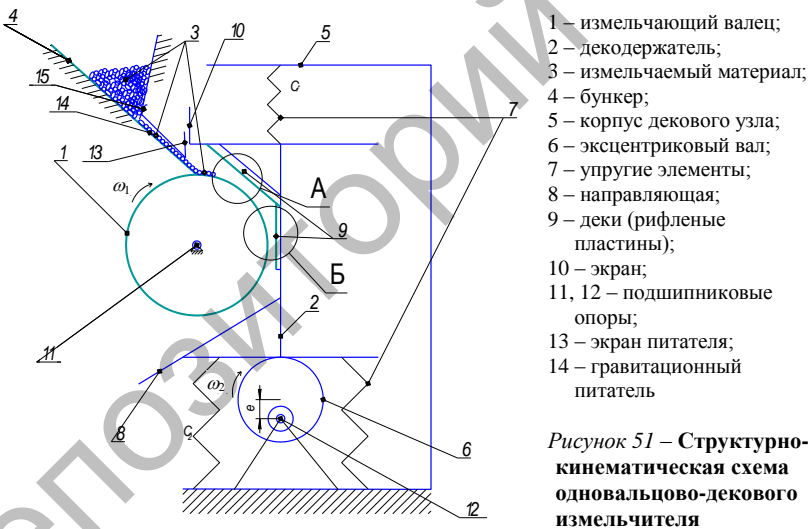 4
3
10
5
15
14
C
7
1
13
ω₁
А
9
Б
2
11
8
ω₂
e
C₂
6
12
1 – измельчающий валец;
2 – декодержатель;
3 – измельчаемый материал;
4 – бункер;
5 – корпус декового узла;
6 – эксцентриковый вал;
7 – упругие элементы;
8 – направляющая;
9 – деки (рифленые
пластины);
10 – экран;
11, 12 – подшипниковые
опоры;
13 – экран питателя;
14 – гравитационный
питатель
Рисунок 51 – Структурно-
кинематическая схема
одновальцово-декового
измельчителя
епозиторий